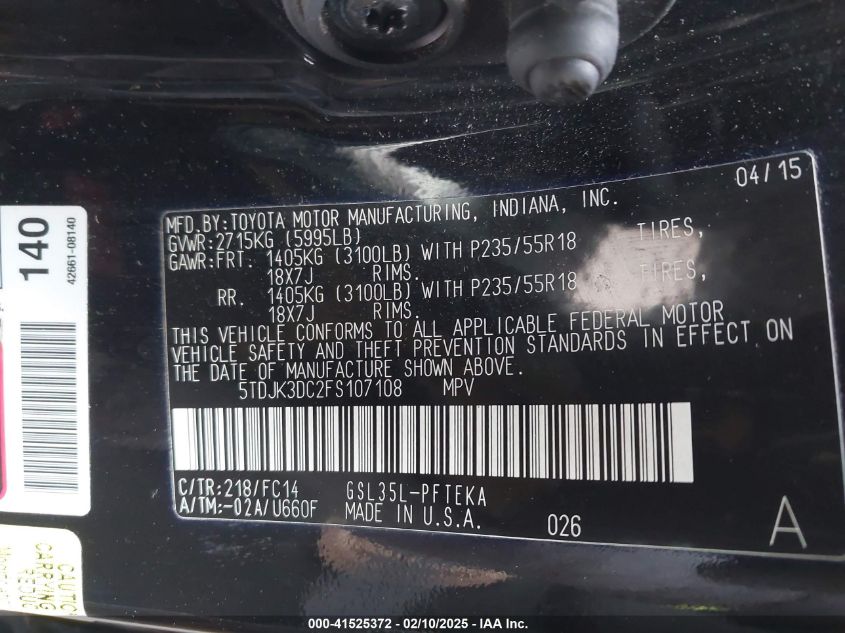 04/15
MFD.BY:TOYOTA MOTOR MANUFACTURING, INDIANA, INC.
GVWR:2715KG (5995LB)
GAWR:FRT. 1405KG (3100LB) WITH P235/55R18 TIRES,
18X7J RIMS.
RR. 1405KG (3100LB) WITH P235/55R18 TIRES,
18X7J RIMS.
THIS VEHICLE CONFORMS TO ALL APPLICABLE FEDERAL MOTOR
VEHICLE SAFETY AND THEFT PREVENTION STANDARDS IN EFFECT ON
THE DATE OF MANUFACTURE SHOWN ABOVE.
5TDJK3DC2FS107108 MPV
C/TR:218/FC14 GSL35L-PFTEKA
A/TM:-02A/U660F MADE IN U.S.A.
026
A
140
42661-08140
CAUTI
CARRYING
000-41525372 - 02/10/2025 - IAA Inc.